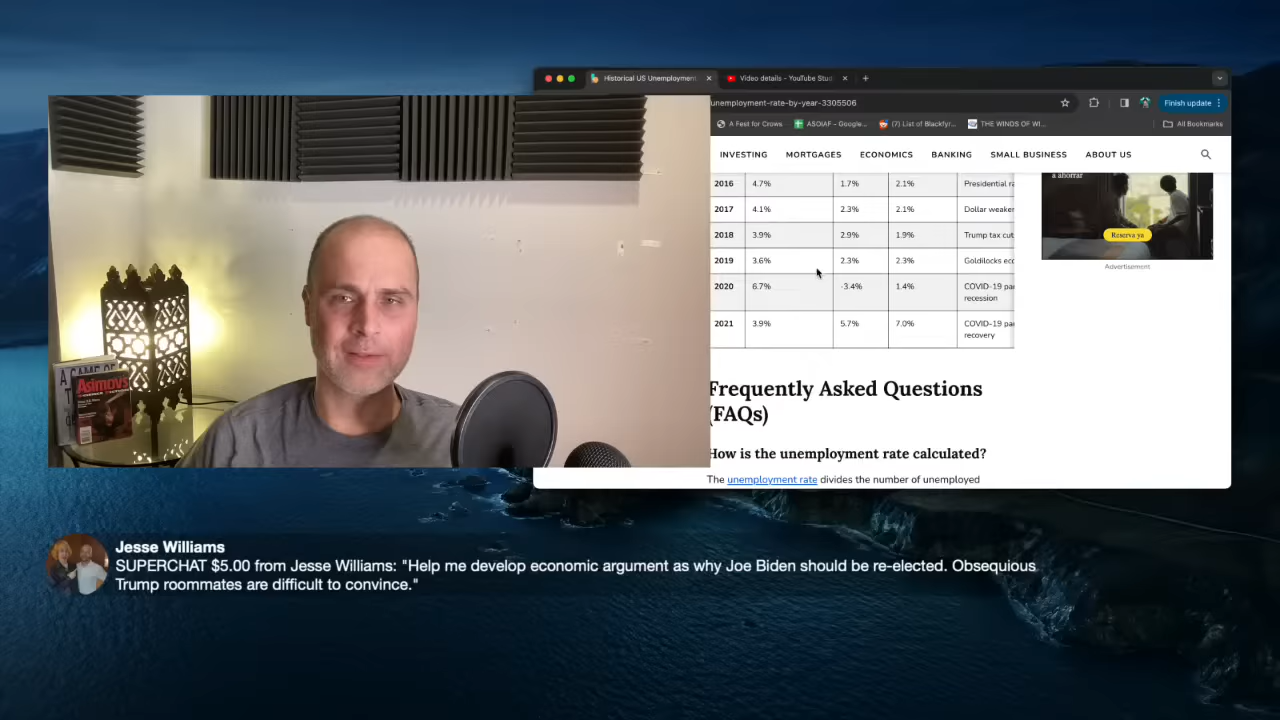 Historical US Unemployment
Video details - YouTube Stud
unemployment-rate-by-year-3305506
Finish update
A Fest for Crows
ASOIAF - Google...
(7) List of Blackfyr...
THE WINDS OF WI...
All Bookmarks
INVESTING MORTGAGES ECONOMICS BANKING SMALL BUSINESS ABOUT US
2016 4.7% 1.7% 2.1% Presidential ra
2017 4.1% 2.3% 2.1% Dollar weake
2018 3.9% 2.9% 1.9% Trump tax cut
2019 3.6% 2.3% 2.3% Goldilocks ec
2020 6.7% -3.4% 1.4% COVID-19 pa
recession
2021 3.9% 5.7% 7.0% COVID-19 pa
recovery
a ahorrar
Reserva ya
Advertisement
Frequently Asked Questions
(FAQs)
How is the unemployment rate calculated?
The unemployment rate divides the number of unemployed
A GAME OF
Asimov's
Jesse Williams
SUPERCHAT $5.00 from Jesse Williams: "Help me develop economic argument as why Joe Biden should be re-elected. Obsequious
Trump roommates are difficult to convince."